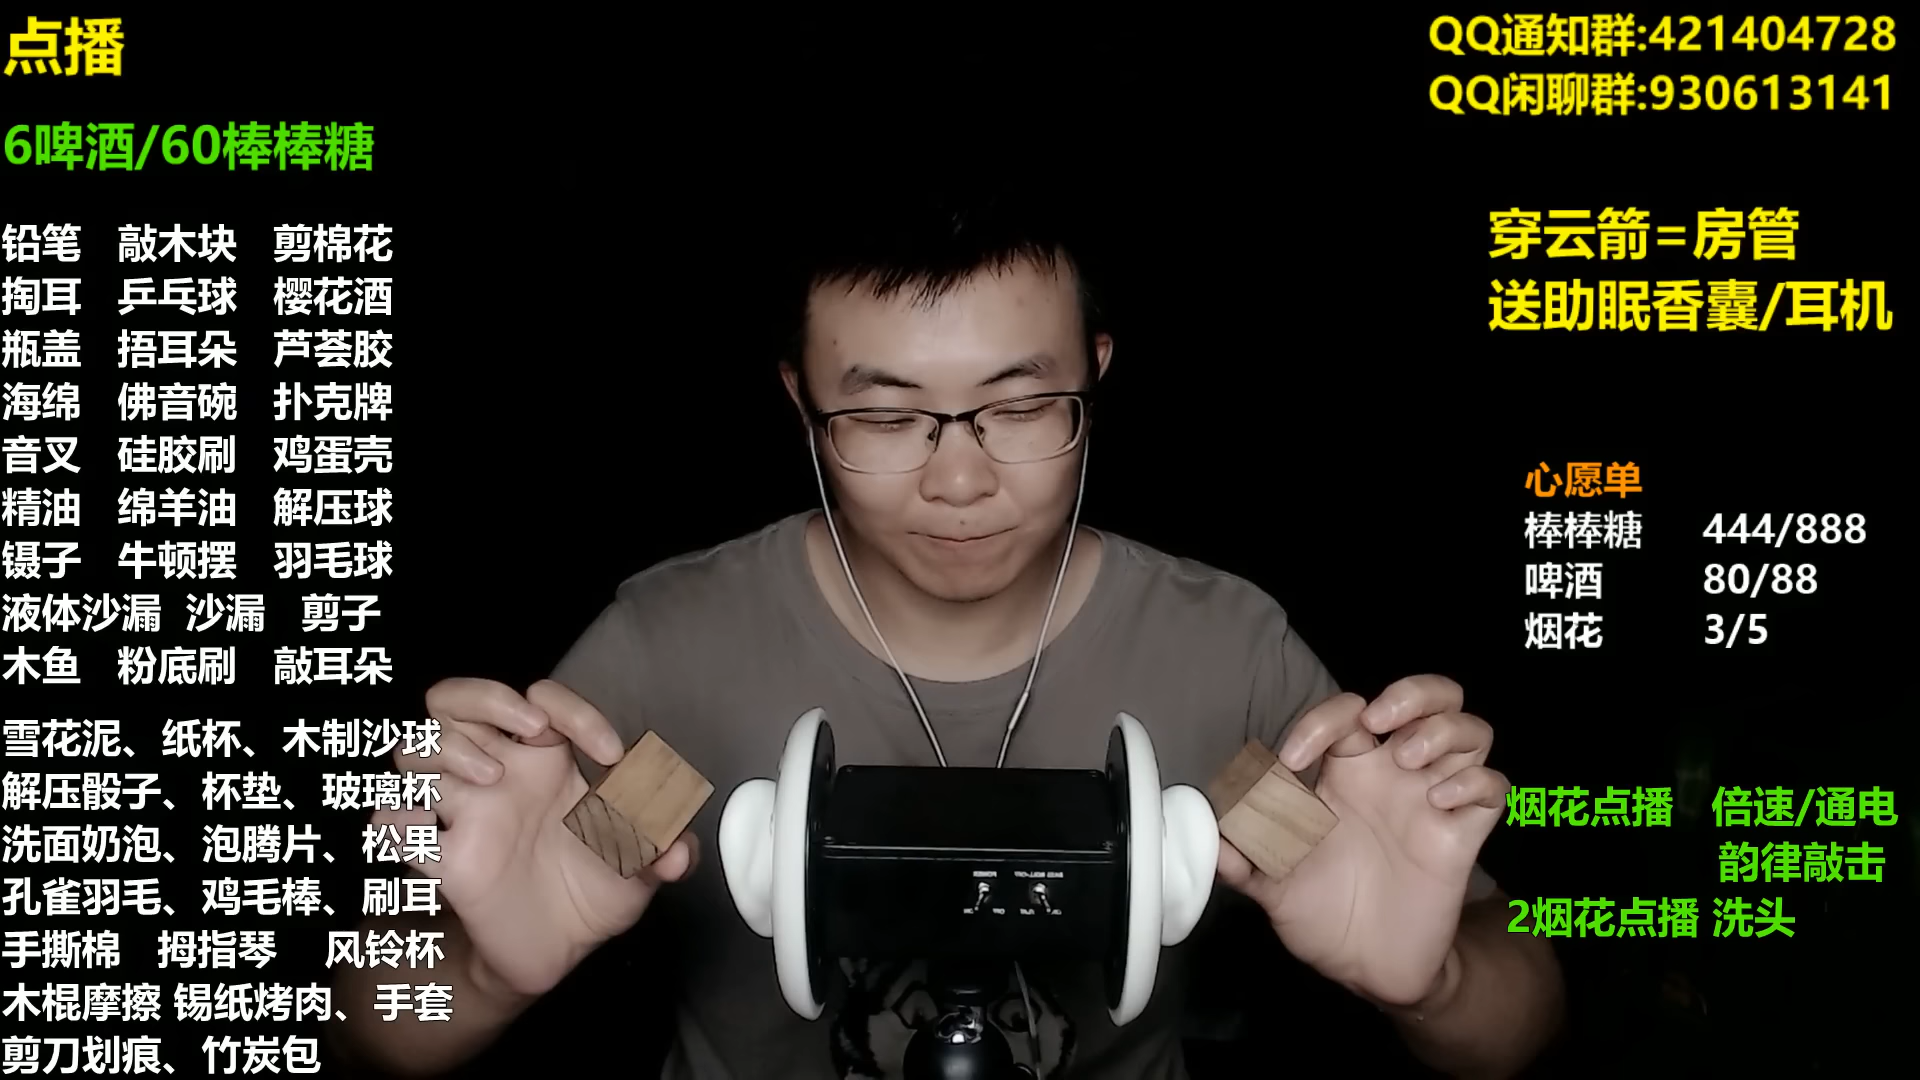 点播
6啤酒/60棒棒糖
铅笔 敲木块 剪棉花
掏耳 乒乓球 樱花酒
瓶盖 捂耳朵 芦荟胶
海绵 佛音碗 扑克牌
音叉 硅胶刷 鸡蛋壳
精油 绵羊油 解压球
镊子 牛顿摆 羽毛球
液体沙漏 沙漏 剪子
木鱼 粉底刷 敲耳朵
雪花泥、纸杯、木制沙球
解压骰子、杯垫、玻璃杯
洗面奶泡、泡腾片、松果
孔雀羽毛、鸡毛棒、刷耳
手撕棉 拇指琴 风铃杯
木棍摩擦 锡纸烤肉、手套
剪刀划痕、竹炭包
QQ通知群:421404728
QQ闲聊群:930613141
穿云箭=房管
送助眠香囊/耳机
心愿单
棒棒糖 444/888
啤酒 80/88
烟花 3/5
烟花点播 倍速/通电
韵律敲击
2烟花点播 洗头